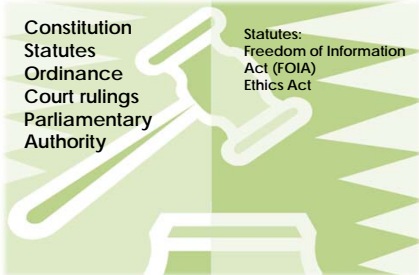 Constitution
Statutes
Ordinance
Court rulings
Parliamentary
Authority
Statutes:
Freedom of Information
Act (FOIA)
Ethics Act